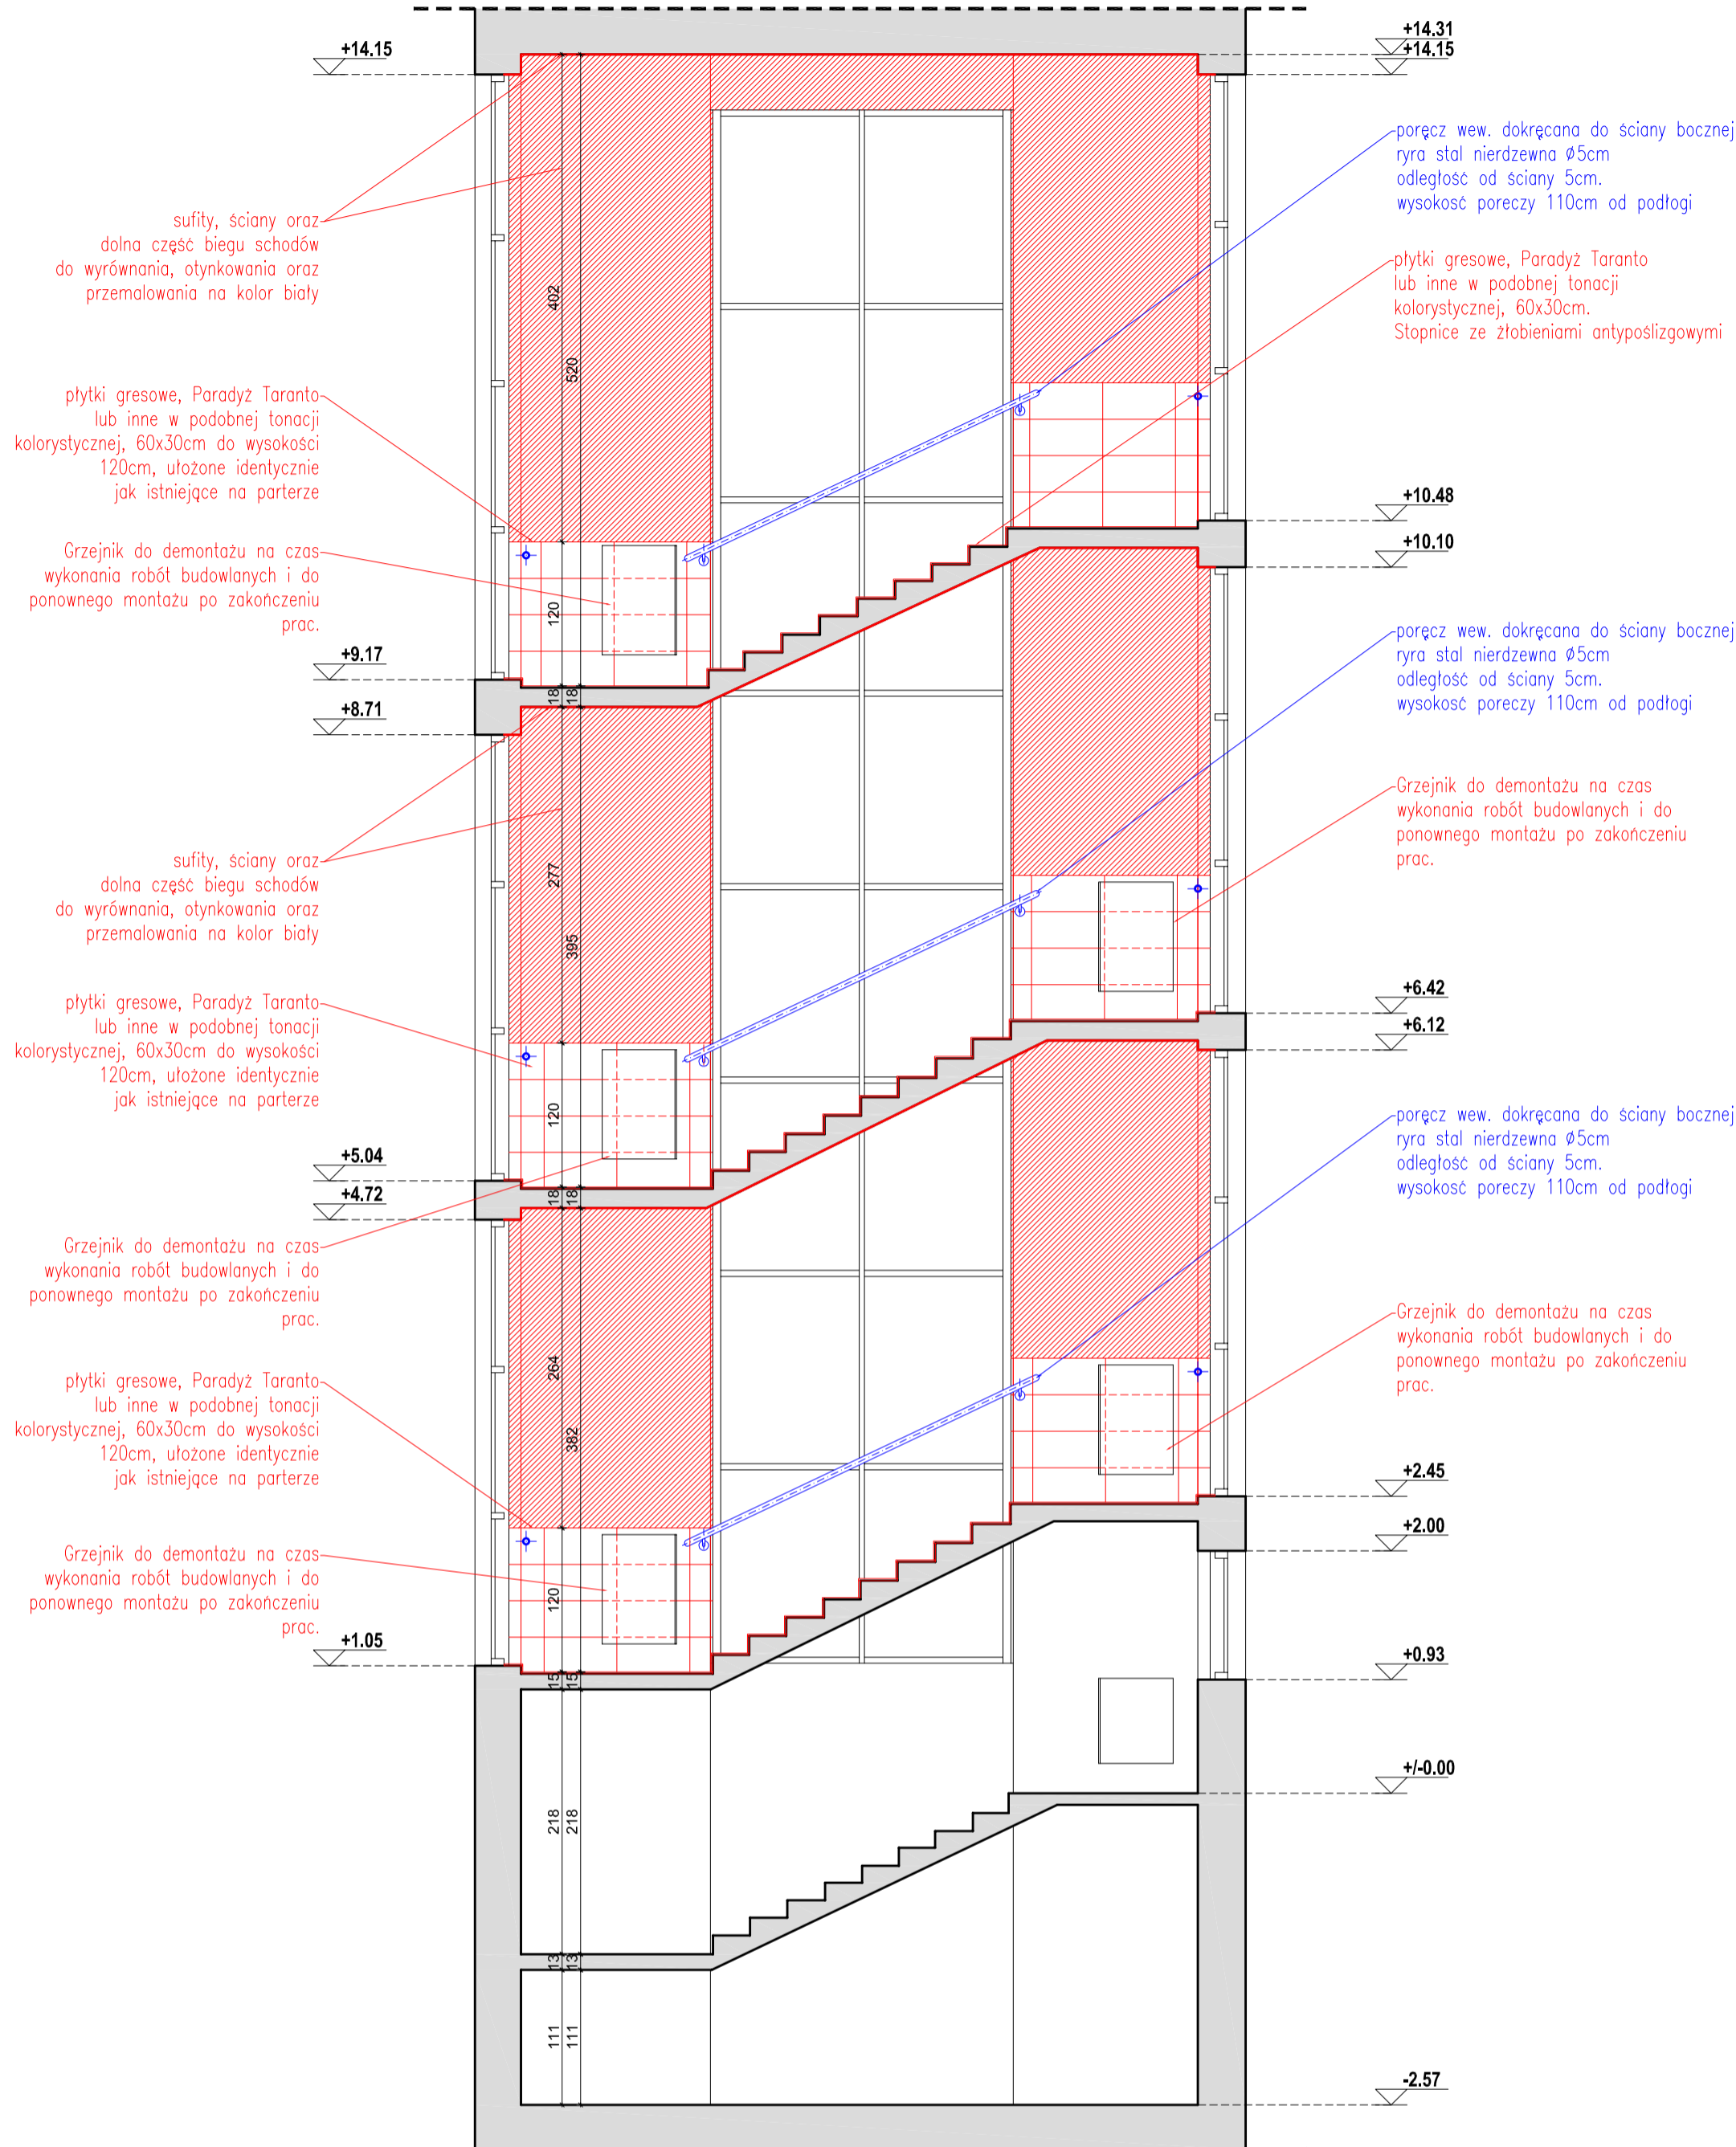 +14.15
+14.31
+14.15
poręcz wew. dokręcana do ściany bocznej
ryra stal nierdzewna Ø5cm
odległość od ściany 5cm.
wysokosć poreczy 110cm od podłogi
sufity, ściany oraz
dolna część biegu schodów
do wyrównania, otynkowania oraz
przemalowania na kolor biały
płytki gresowe, Paradyż Taranto
lub inne w podobnej tonacji
kolorystycznej, 60x30cm.
Stopnice ze żłobieniami antypoślizgowymi
402
520
płytki gresowe, Paradyż Taranto
lub inne w podobnej tonacji
kolorystycznej, 60x30cm do wysokości
120cm, ułożone identycznie
jak istniejące na parterze
+10.48
+10.10
Grzejnik do demontażu na czas
wykonania robót budowlanych i do
ponownego montażu po zakończeniu
prac.
120
+9.17
18
18
+8.71
poręcz wew. dokręcana do ściany bocznej
ryra stal nierdzewna Ø5cm
odległość od ściany 5cm.
wysokosć poreczy 110cm od podłogi
Grzejnik do demontażu na czas
wykonania robót budowlanych i do
ponownego montażu po zakończeniu
prac.
sufity, ściany oraz
dolna część biegu schodów
do wyrównania, otynkowania oraz
przemalowania na kolor biały
277
395
płytki gresowe, Paradyż Taranto
lub inne w podobnej tonacji
kolorystycznej, 60x30cm do wysokości
120cm, ułożone identycznie
jak istniejące na parterze
+6.42
+6.12
120
+5.04
18
18
+4.72
poręcz wew. dokręcana do ściany bocznej
ryra stal nierdzewna Ø5cm
odległość od ściany 5cm.
wysokosć poreczy 110cm od podłogi
Grzejnik do demontażu na czas
wykonania robót budowlanych i do
ponownego montażu po zakończeniu
prac.
Grzejnik do demontażu na czas
wykonania robót budowlanych i do
ponownego montażu po zakończeniu
prac.
264
382
płytki gresowe, Paradyż Taranto
lub inne w podobnej tonacji
kolorystycznej, 60x30cm do wysokości
120cm, ułożone identycznie
jak istniejące na parterze
+2.45
+2.00
Grzejnik do demontażu na czas
wykonania robót budowlanych i do
ponownego montażu po zakończeniu
prac.
120
+1.05
15
15
+0.93
+/-0.00
218
218
13
13
111
111
-2.57